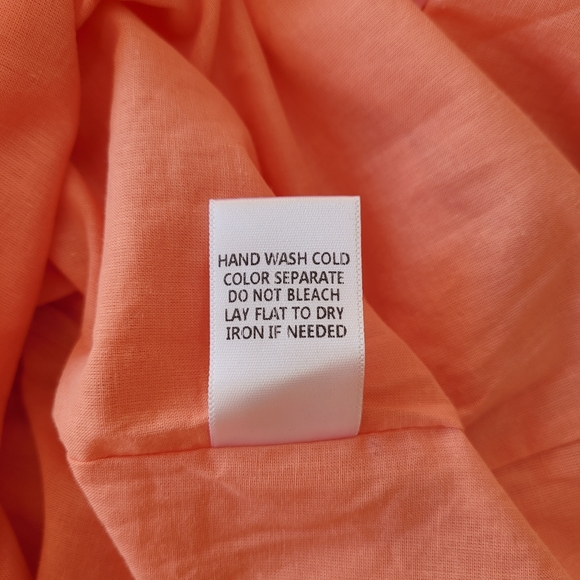 HAND WASH COLD
COLOR SEPARATE
DO NOT BLEACH
LAY FLAT TO DRY
IRON IF NEEDED